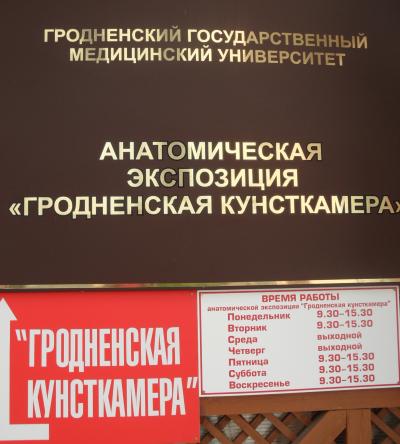 ГРОДНЕНСКИЙ ГОСУДАРСТВЕННЫЙ
МЕДИЦИНСКИЙ УНИВЕРСИТЕТ
АНАТОМИЧЕСКАЯ
ЭКСПОЗИЦИЯ
«ГРОДНЕНСКАЯ КУНСТКАМЕРА»
"ГРОДНЕНСКАЯ
КУНСТКАМЕРА"
ВРЕМЯ РАБОТЫ
анатомической экспозиции "Гродненская кунсткамера"
Понедельник 9.30–15.30
Вторник 9.30–15.30
Среда выходной
Четверг выходной
Пятница 9.30–15.30
Суббота 9.30–15.30
Воскресенье 9.30–15.30